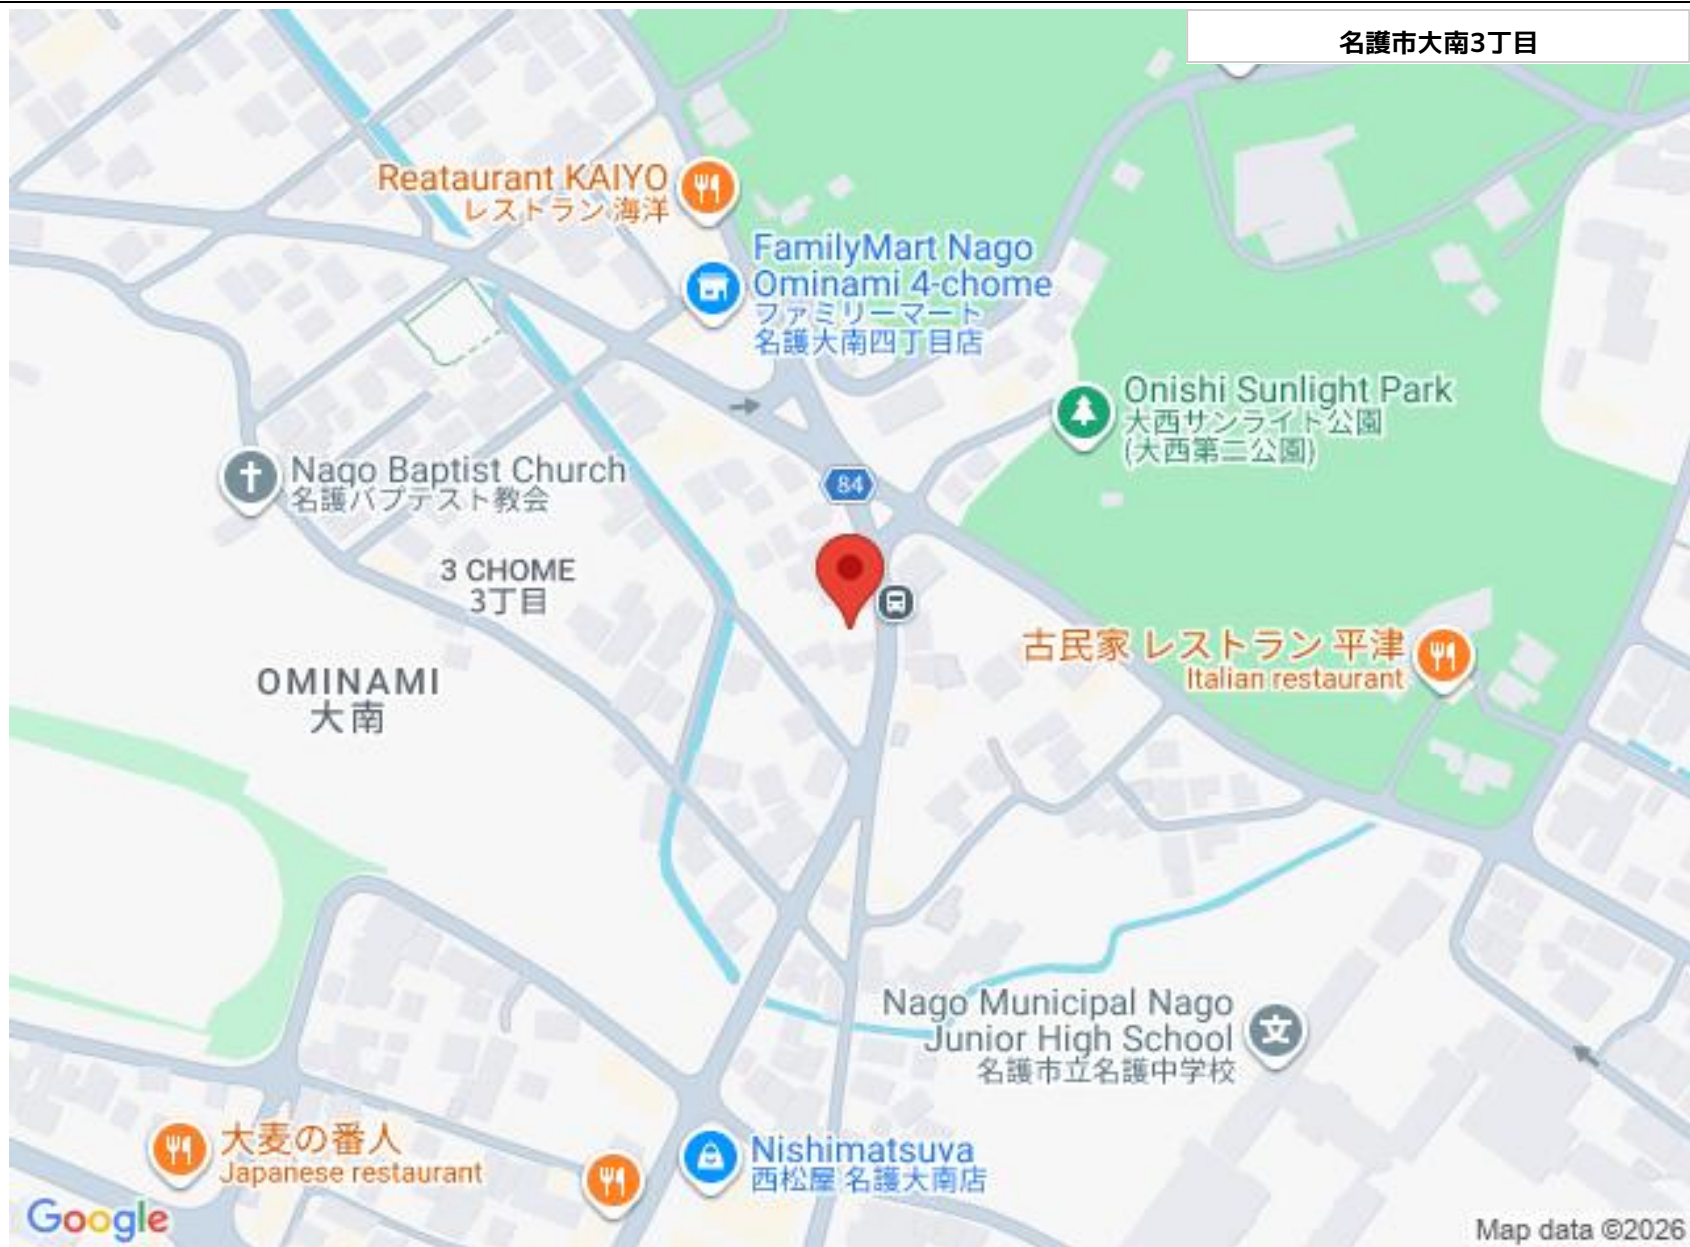 名護市大南3丁目
Reataurant KAIYO
レストラン 海洋
FamilyMart Nago
Ominami 4-chome
ファミリーマート
名護大南四丁目店
Onishi Sunlight Park
大西サンライト公園
(大西第二公園)
84
Nago Baptist Church
名護バプテスト教会
3 CHOME
3丁目
古民家 レストラン 平津
Italian restaurant
OMINAMI
大南
Nago Municipal Nago
Junior High School
名護市立名護中学校
文
大麦の番人
Japanese restaurant
Nishimatsuya
西松屋 名護大南店
Google
Map data ©2026